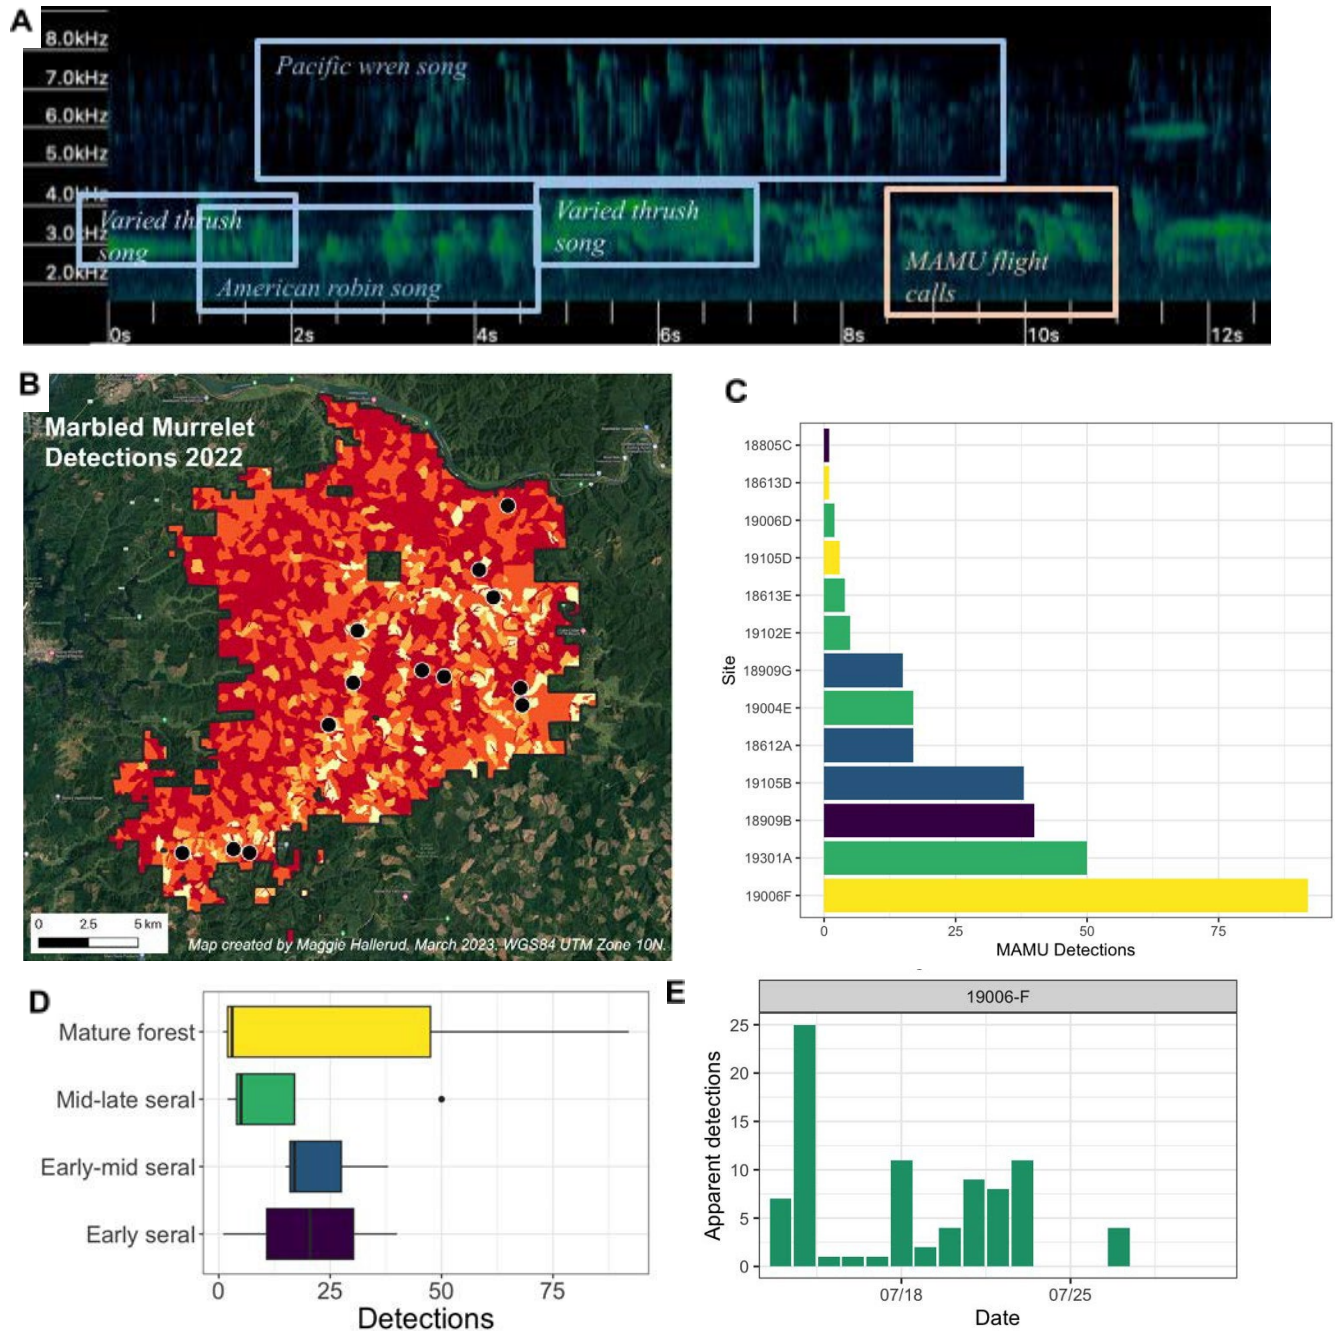 A
8.0kHz
7.0kHz
6.0kHz
5.0kHz
4.0kHz
3.0kHz
2.0kHz
Pacific wren song
Varied thrush
song
American robin song
Varied thrush
song
MAMU flight
calls
0s
2s
4s
6s
8s
10s
12s
B
Marbled Murrelet
Detections 2022
0 2.5 5 km
Map created by Maggie Hallerud. March 2023. WGS84 UTM Zone 10N.
C
Site
18805C
18613D
19006D
19105D
18613E
19102E
18909G
19004E
18612A
19105B
18909B
19301A
19006F
0 25 50 75
MAMU Detections
D
Mature forest
Mid-late seral
Early-mid seral
Early seral
0 25 50 75
Detections
E
19006-F
Apparent detections
25
20
15
10
5
0
07/18 07/25
Date